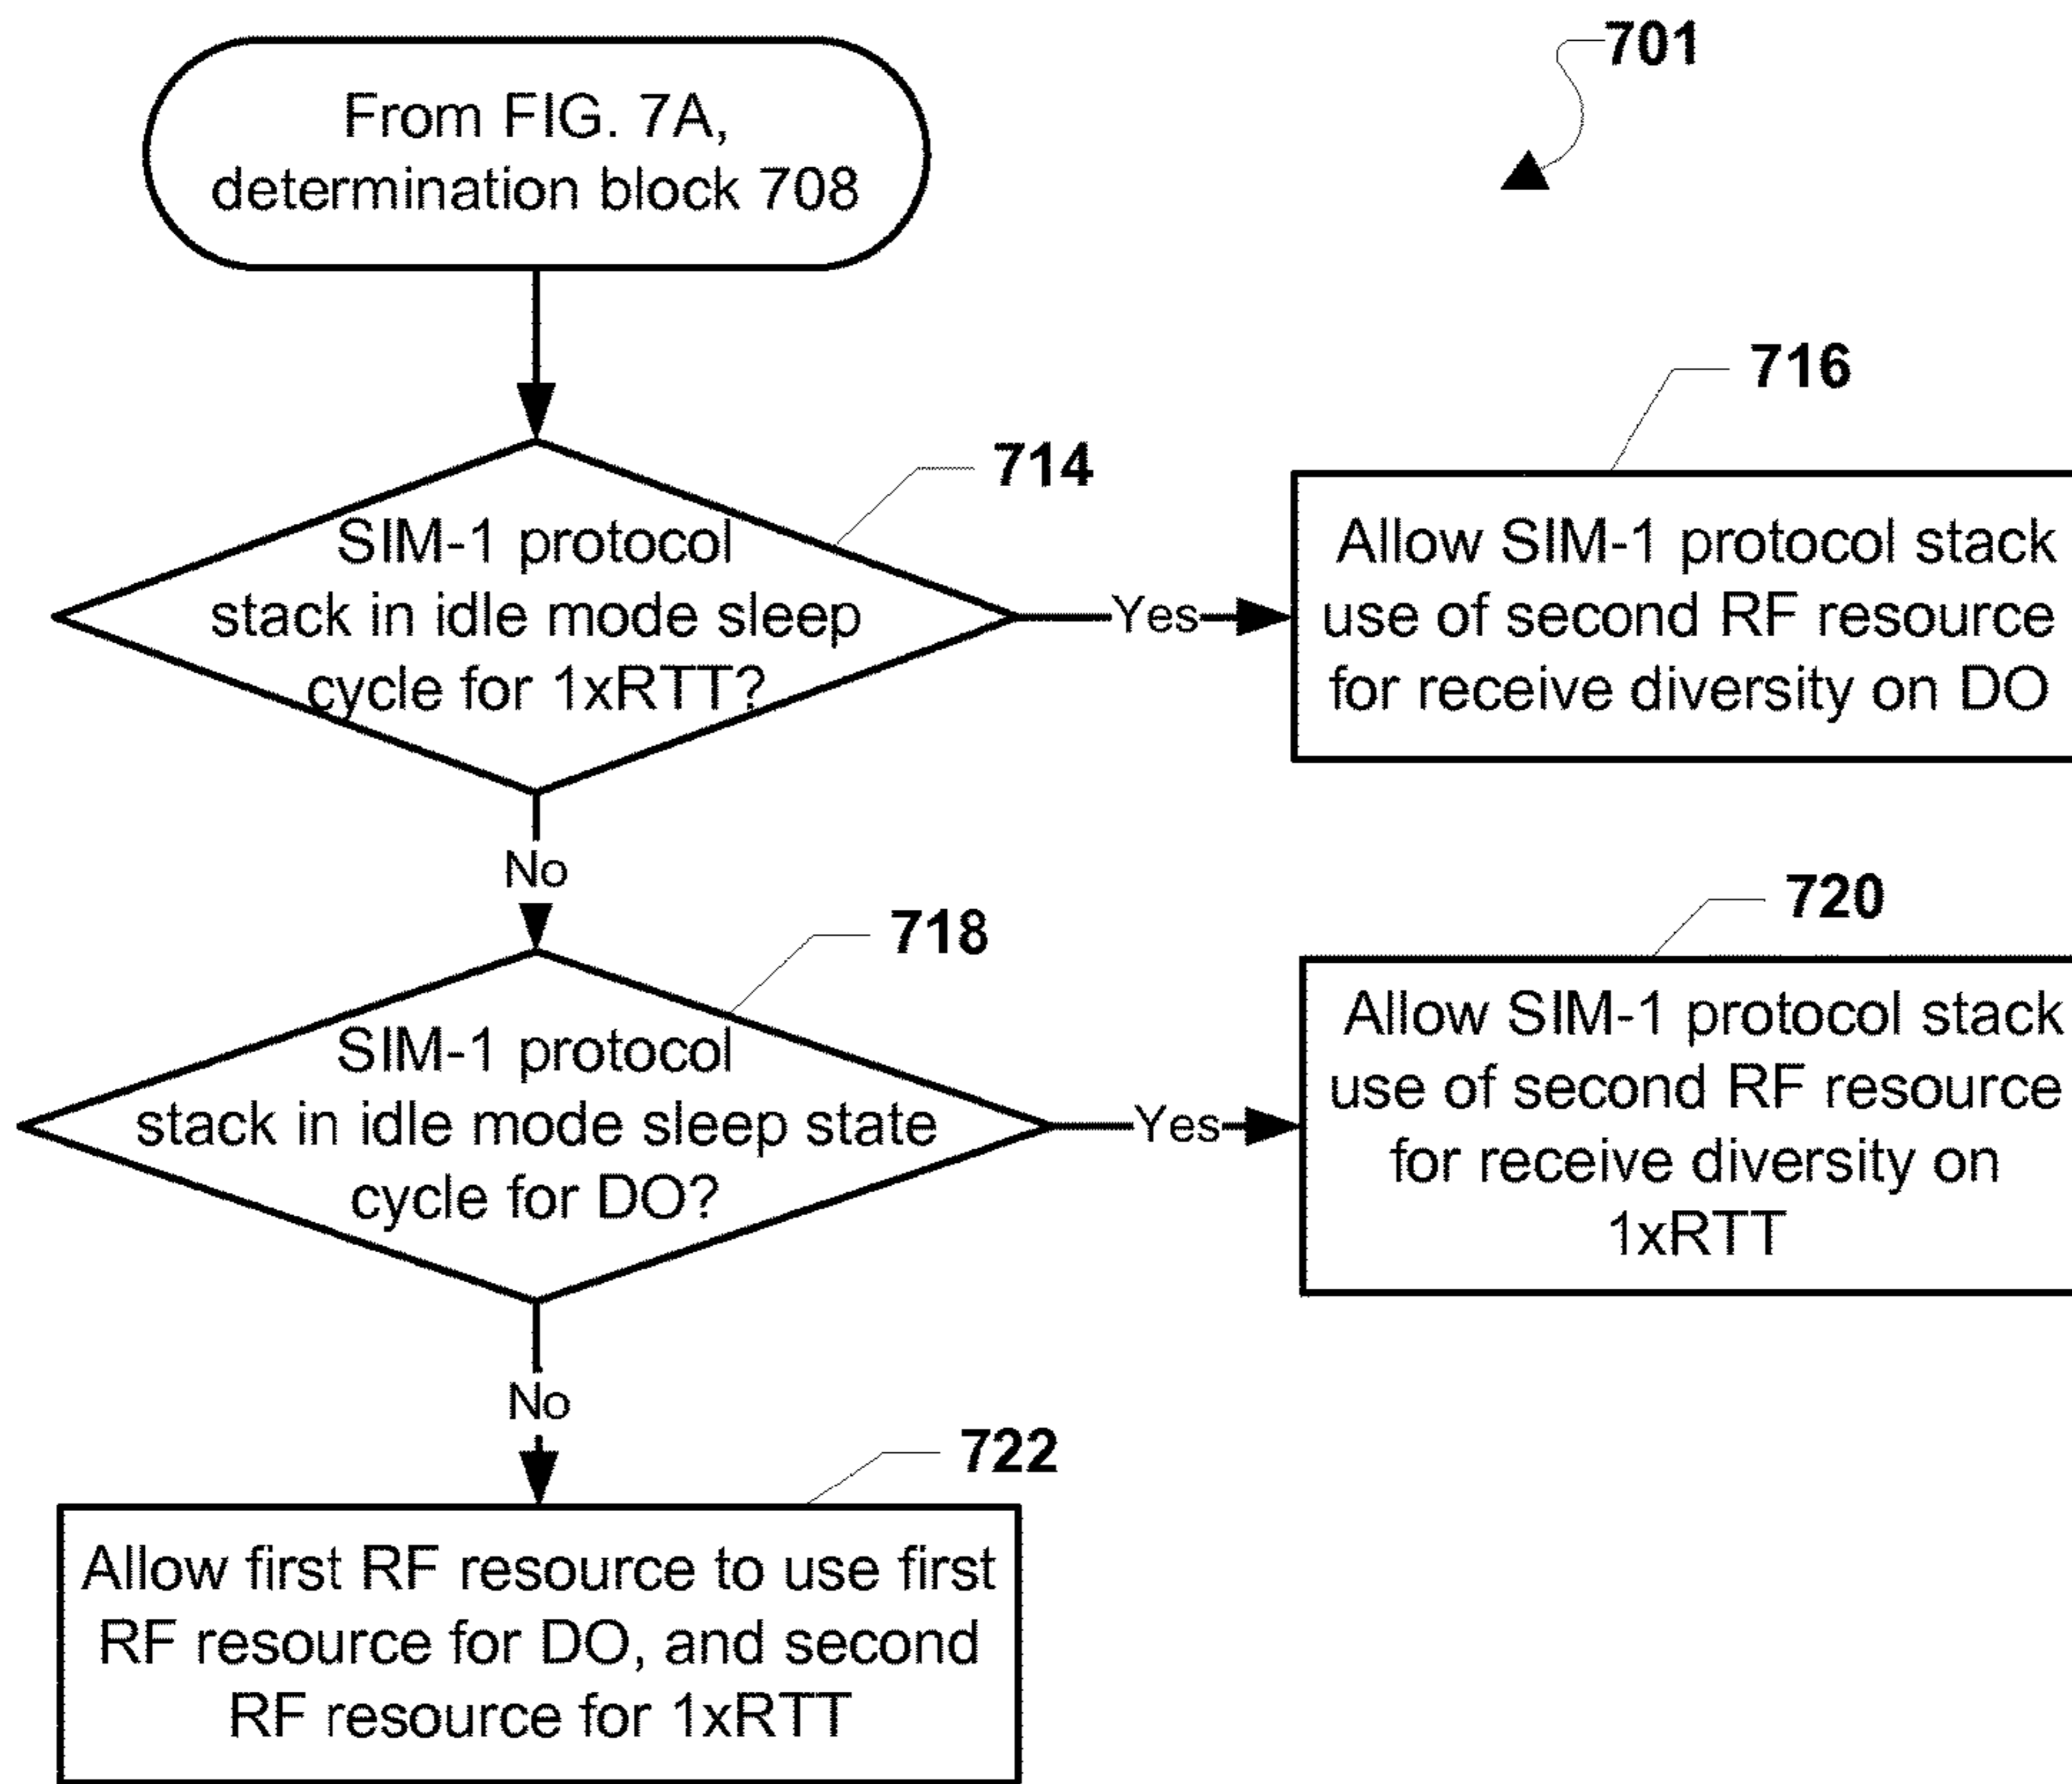 701
From FIG. 7A,
determination block 708
714
SIM-1 protocol
stack in idle mode sleep
cycle for 1xRTT?
Yes
716
Allow SIM-1 protocol stack
use of second RF resource
for receive diversity on DO
No
718
SIM-1 protocol
stack in idle mode sleep state
cycle for DO?
Yes
720
Allow SIM-1 protocol stack
use of second RF resource
for receive diversity on
1xRTT
No
722
Allow first RF resource to use first
RF resource for DO, and second
RF resource for 1xRTT